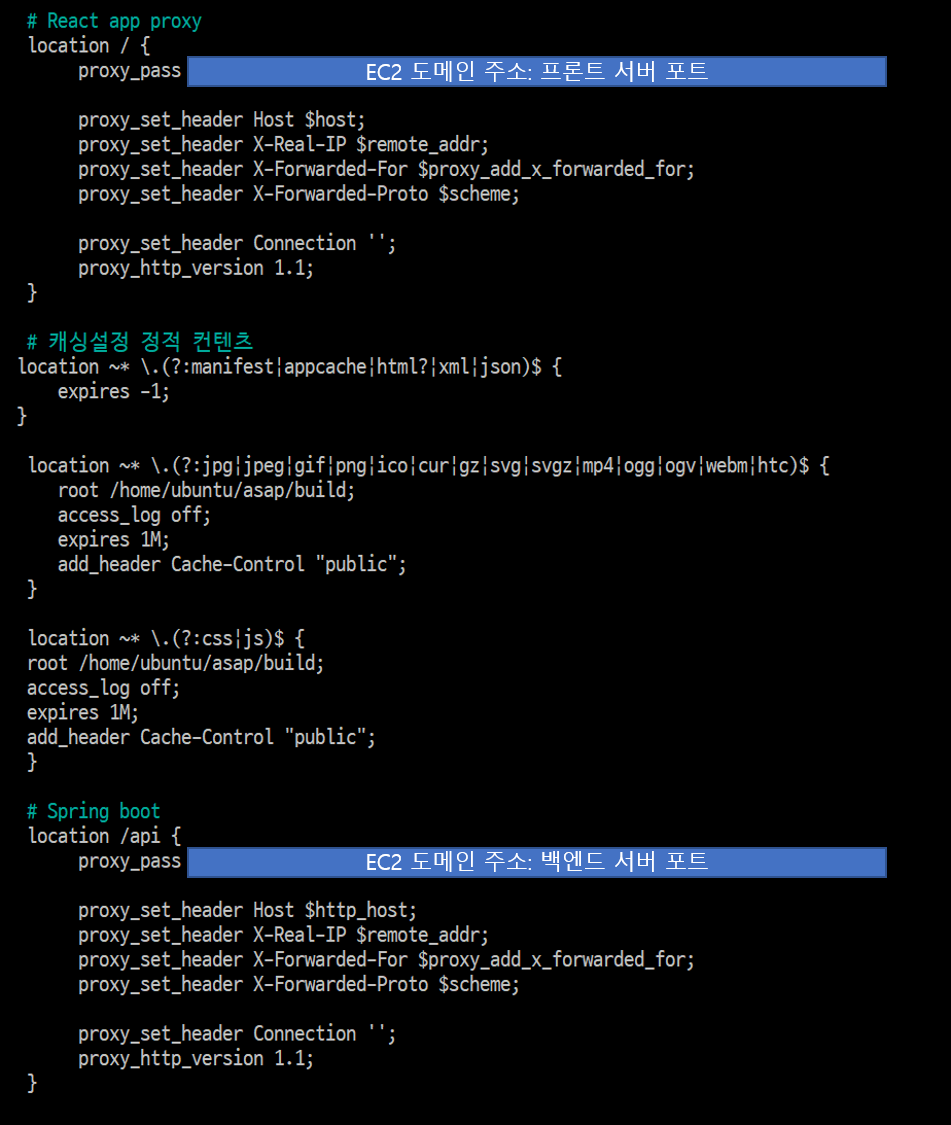 # React app proxy
location / {
proxy_pass EC2 도메인 주소: 프론트 서버 포트
proxy_set_header Host $host;
proxy_set_header X-Real-IP $remote_addr;
proxy_set_header X-Forwarded-For $proxy_add_x_forwarded_for;
proxy_set_header X-Forwarded-Proto $scheme;
proxy_set_header Connection '';
proxy_http_version 1.1;
}
# 캐싱설정 정적 컨텐츠
location ~* \.(?:manifest|appcache|html?|xml|json)$ {
expires -1;
}
location ~* \.(?:jpg|jpeg|gif|png|ico|cur|gz|svg|svgz|mp4|ogg|ogv|webm|htc)$ {
root /home/ubuntu/asap/build;
access_log off;
expires 1M;
add_header Cache-Control "public";
}
location ~* \.(?:css|js)$ {
root /home/ubuntu/asap/build;
access_log off;
expires 1M;
add_header Cache-Control "public";
}
# Spring boot
location /api {
proxy_pass EC2 도메인 주소: 백엔드 서버 포트
proxy_set_header Host $http_host;
proxy_set_header X-Real-IP $remote_addr;
proxy_set_header X-Forwarded-For $proxy_add_x_forwarded_for;
proxy_set_header X-Forwarded-Proto $scheme;
proxy_set_header Connection '';
proxy_http_version 1.1;
}